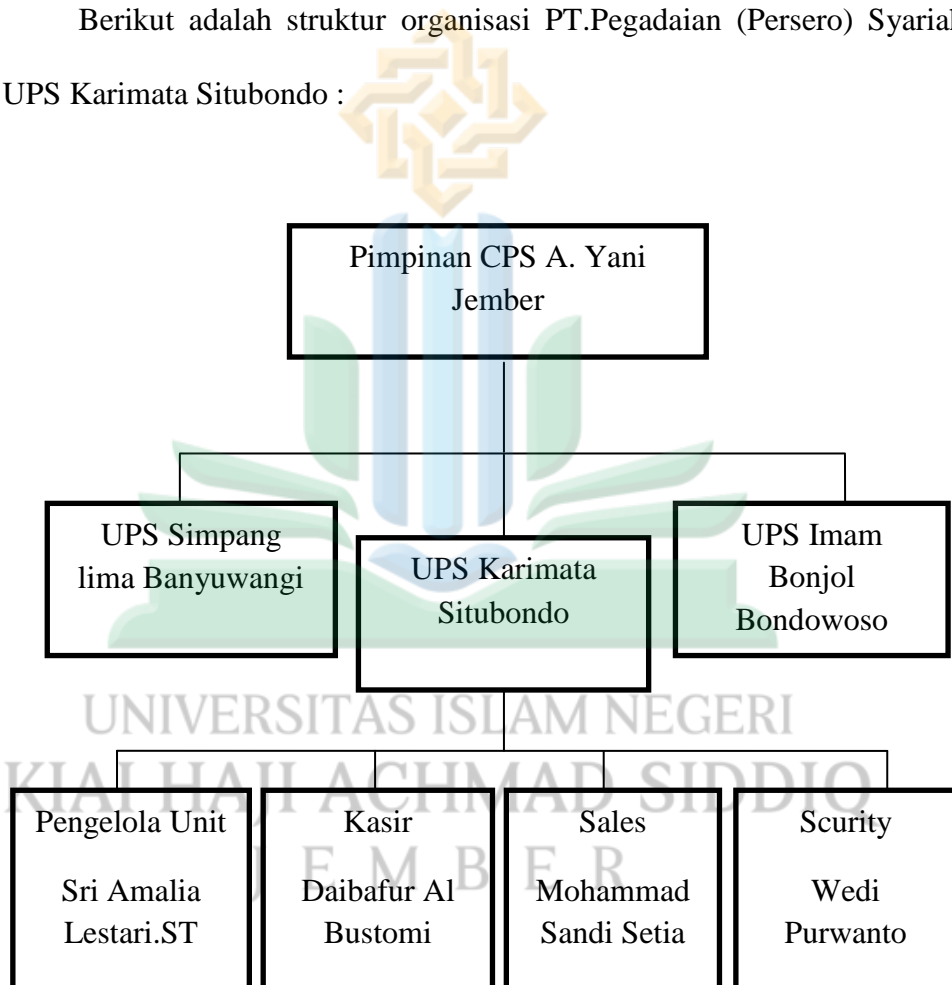 Berikut adalah struktur organisasi PT.Pegadaian (Persero) Syariah
UPS Karimata Situbondo :
Pimpinan CPS A. Yani
Jember
UPS Simpang
lima Banyuwangi
UPS Karimata
Situbondo
UPS Imam
Bonjol
Bondowoso
UNIVERSITAS ISLAM NEGERI
KIAI HAJI ACHMAD SIDDIQ
JEMBER
Pengelola Unit
Sri Amalia
Lestari.ST
Kasir
Daibafur Al
Bustomi
Sales
Mohammad
Sandi Setia
Scurity
Wedi
Purwanto